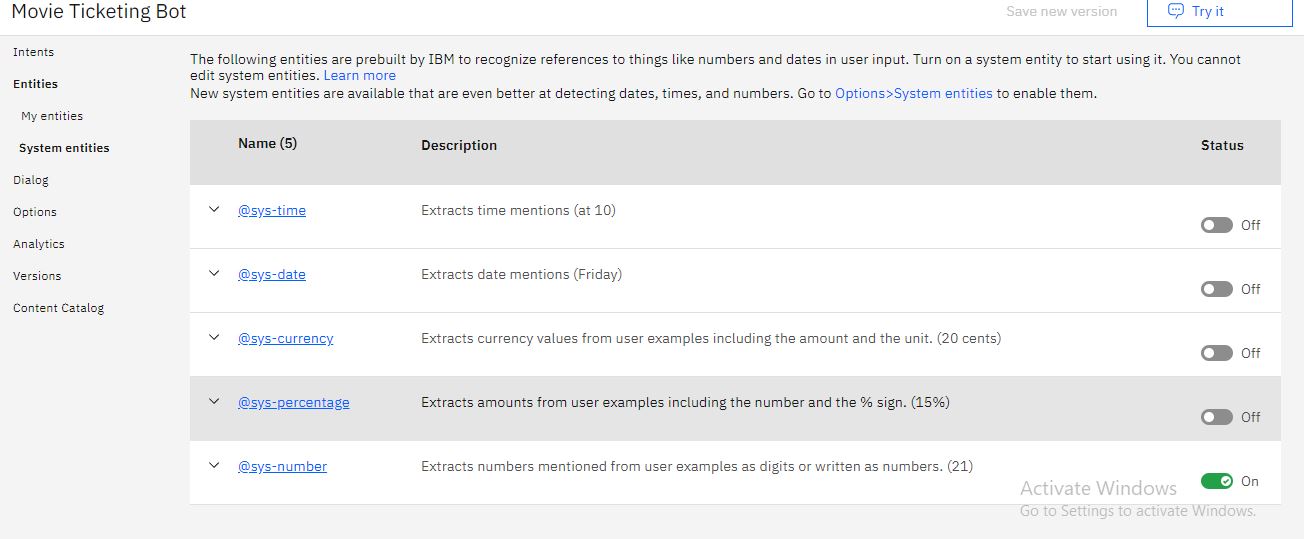 Movie Ticketing Bot
Save new version
Try it
Intents
Entities
My entities
System entities
Dialog
Options
Analytics
Versions
Content Catalog
The following entities are prebuilt by IBM to recognize references to things like numbers and dates in user input. Turn on a system entity to start using it. You cannot
edit system entities. Learn more
New system entities are available that are even better at detecting dates, times, and numbers. Go to Options>System entities to enable them.
Name (5) Description Status
@sys-time Extracts time mentions (at 10) Off
@sys-date Extracts date mentions (Friday) Off
@sys-currency Extracts currency values from user examples including the amount and the unit. (20 cents) Off
@sys-percentage Extracts amounts from user examples including the number and the % sign. (15%) Off
@sys-number Extracts numbers mentioned from user examples as digits or written as numbers. (21) On
Activate Windows
Go to Settings to activate Windows.